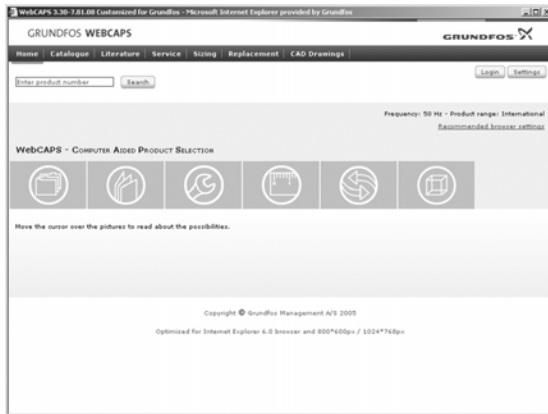 WebCAPS 3.30-7.01.08 Customized for Grundfos - Microsoft Internet Explorer provided by Grundfos
GRUNDFOS WEBCAPS
GRUNDFOS
Home Catalogue Literature Service Sizing Replacement CAD Drawings
Enter product number Search Login Settings
Frequency: 50 Hz - Product range: International
Recommended browser settings
WebCAPS - Computer Aided Product Selection
Move the cursor over the pictures to read about the possibilities.
Copyright © Grundfos Management A/S 2005
Optimized for Internet Explorer 6.0 browser and 800*600px / 1024*768px